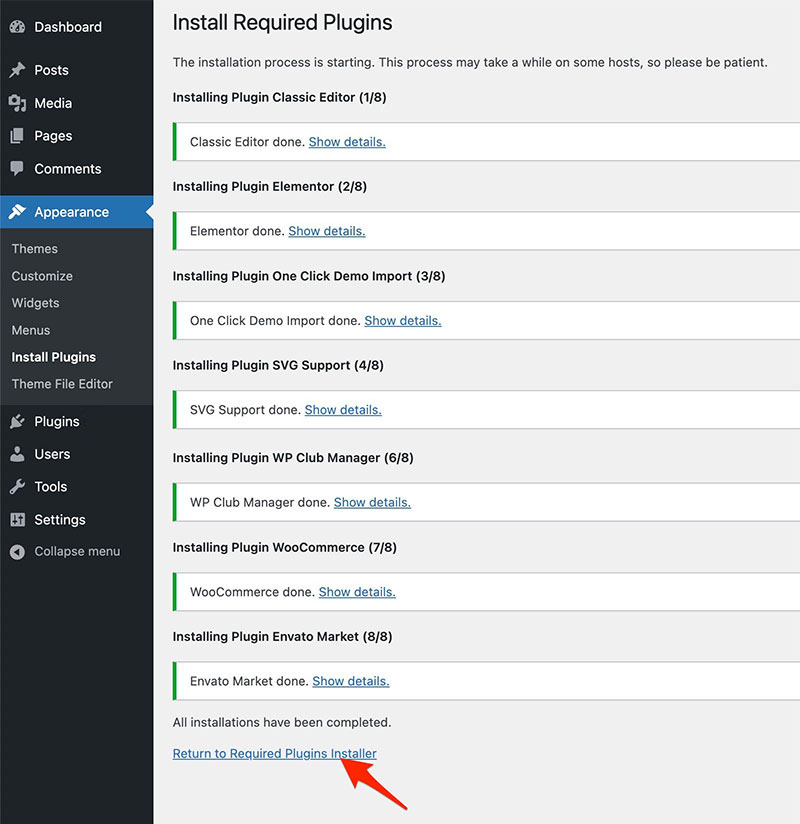 Dashboard
Posts
Media
Pages
Comments
Appearance
Themes
Customize
Widgets
Menus
Install Plugins
Theme File Editor
Plugins
Users
Tools
Settings
Collapse menu
Install Required Plugins
The installation process is starting. This process may take a while on some hosts, so please be patient.
Installing Plugin Classic Editor (1/8)
Classic Editor done. Show details.
Installing Plugin Elementor (2/8)
Elementor done. Show details.
Installing Plugin One Click Demo Import (3/8)
One Click Demo Import done. Show details.
Installing Plugin SVG Support (4/8)
SVG Support done. Show details.
Installing Plugin WP Club Manager (6/8)
WP Club Manager done. Show details.
Installing Plugin WooCommerce (7/8)
WooCommerce done. Show details.
Installing Plugin Envato Market (8/8)
Envato Market done. Show details.
All installations have been completed.
Return to Required Plugins Installer